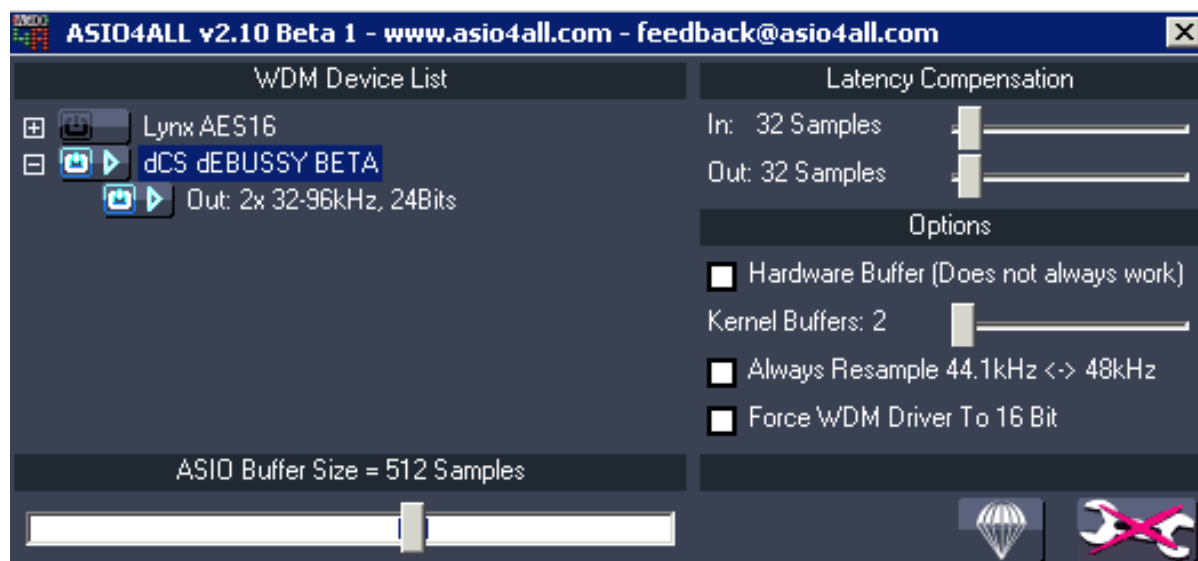 ASIO4ALL v2.10 Beta 1 - www.asio4all.com - feedback@asio4all.com
WDM Device List
Lynx AES16
dCS dEBUSSY BETA
Out: 2x 32-96kHz, 24Bits
Latency Compensation
In: 32 Samples
Out: 32 Samples
Options
Hardware Buffer (Does not always work)
Kernel Buffers: 2
Always Resample 44.1kHz <-> 48kHz
Force WDM Driver To 16 Bit
ASIO Buffer Size = 512 Samples